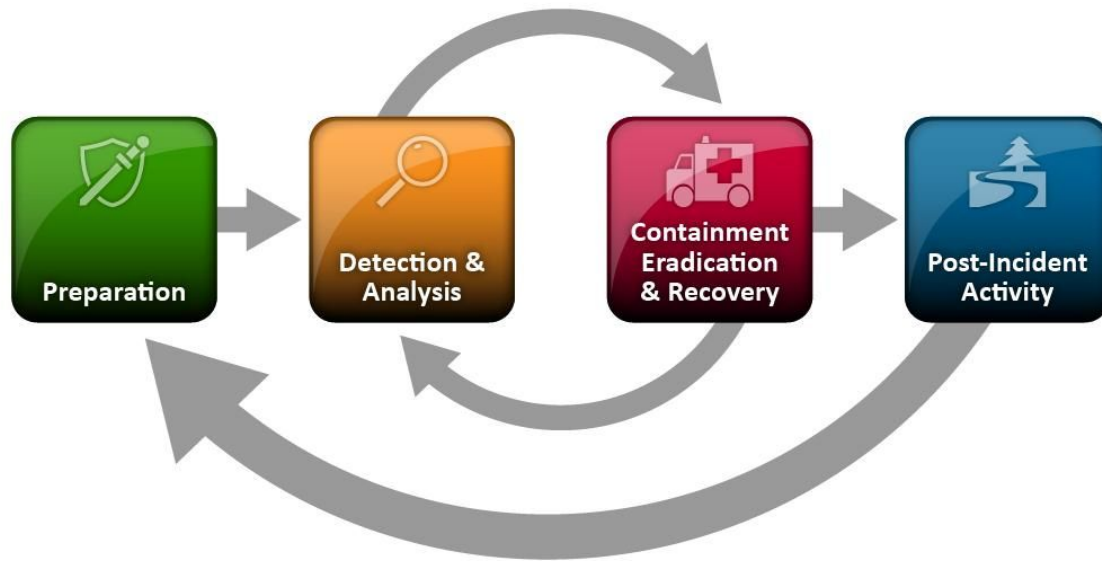 Preparation
Detection &
Analysis
Containment
Eradication
& Recovery
Post-Incident
Activity